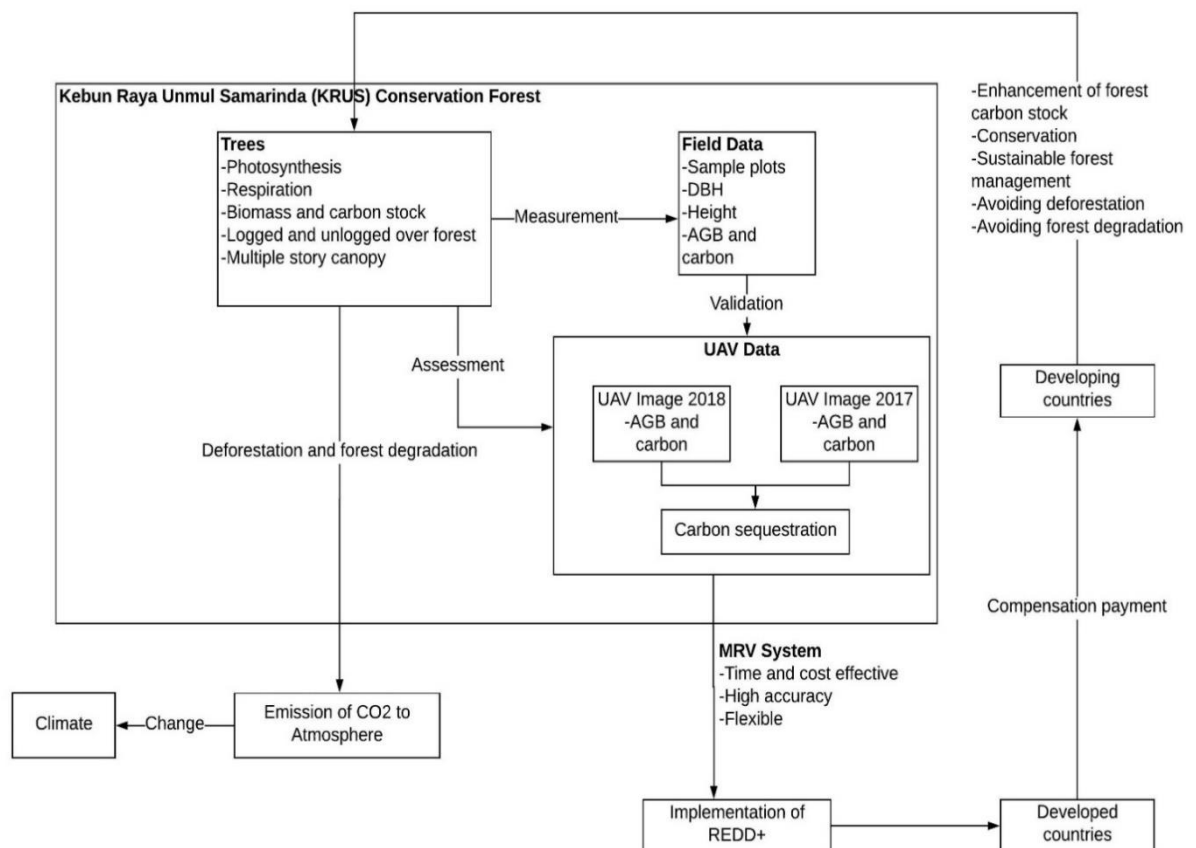 Kebun Raya Unmul Samarinda (KRUS) Conservation Forest
Trees
-Photosynthesis
-Respiration
-Biomass and carbon stock
-Logged and unlogged over forest
-Multiple story canopy
Measurement
Field Data
-Sample plots
-DBH
-Height
-AGB and
carbon
Validation
Assessment
UAV Data
UAV Image 2018
-AGB and
carbon
UAV Image 2017
-AGB and
carbon
Carbon sequestration
Deforestation and forest degradation
Emission of CO2 to
Atmosphere
Change
Climate
MRV System
-Time and cost effective
-High accuracy
-Flexible
Implementation of
REDD+
Developed
countries
Compensation payment
Developing
countries
-Enhancement of forest
carbon stock
-Conservation
-Sustainable forest
management
-Avoiding deforestation
-Avoiding forest degradation